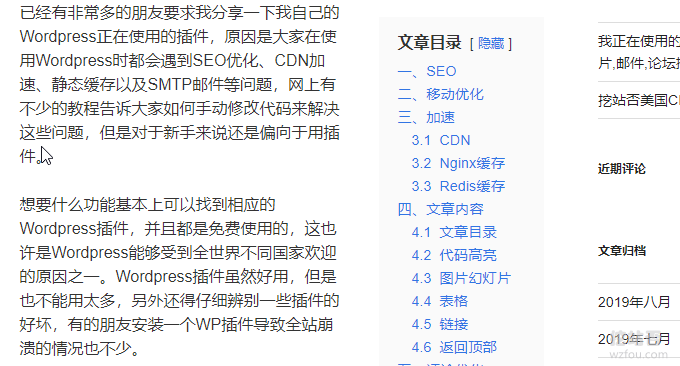 已经有非常多的朋友要求我分享一下我自己的
Wordpress正在使用的插件，原因是大家在使
用Wordpress时都会遇到SEO优化、CDN加
速、静态缓存以及SMTP邮件等问题，网上有
不少的教程告诉大家如何手动修改代码来解决
这些问题，但是对于新手来说还是偏向于用插
件。
想要什么功能基本上可以找到相应的
Wordpress插件，并且都是免费使用的，这也
许是Wordpress能够受到全世界不同国家欢迎
的原因之一。Wordpress插件虽然好用，但是
也不能用太多，另外还得仔细辨别一些插件的
好坏，有的朋友安装一个WP插件导致全站崩
溃的情况也不少。
文章目录 [ 隐藏 ]
一、SEO
二、移动优化
三、加速
3.1 CDN
3.2 Nginx缓存
3.3 Redis缓存
四、文章内容
4.1 文章目录
4.2 代码高亮
4.3 图片幻灯片
4.4 表格
4.5 链接
4.6 返回顶部
我正在使用的
片,邮件,论坛
挖站否美国C
近期评论
文章归档
2019年八月
2019年七月
挖站否
wzfou.com